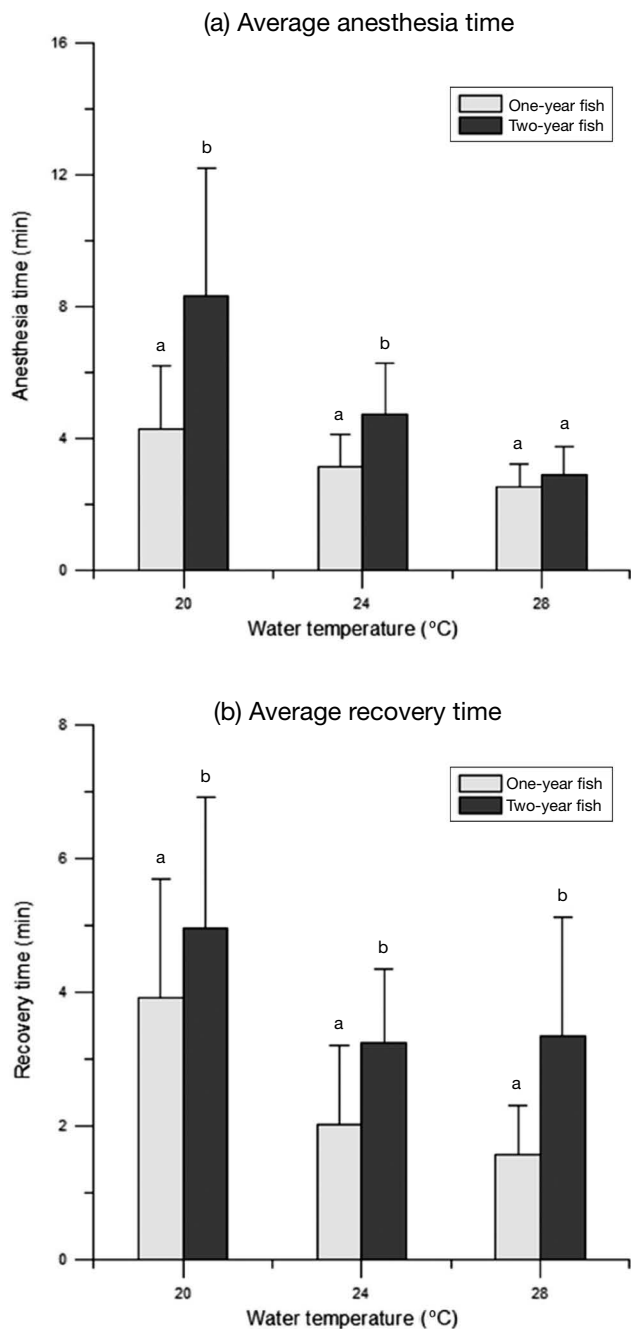 (a) Average anesthesia time
16
One-year fish
Two-year fish
b
12
Anesthesia time (min)
8
a
b
4
a
a
a
0
20
24
28
Water temperature (°C)
(b) Average recovery time
8
One-year fish
Two-year fish
b
6
a
b
b
Recovery time (min)
4
a
a
2
0
20
24
28
Water temperature (°C)